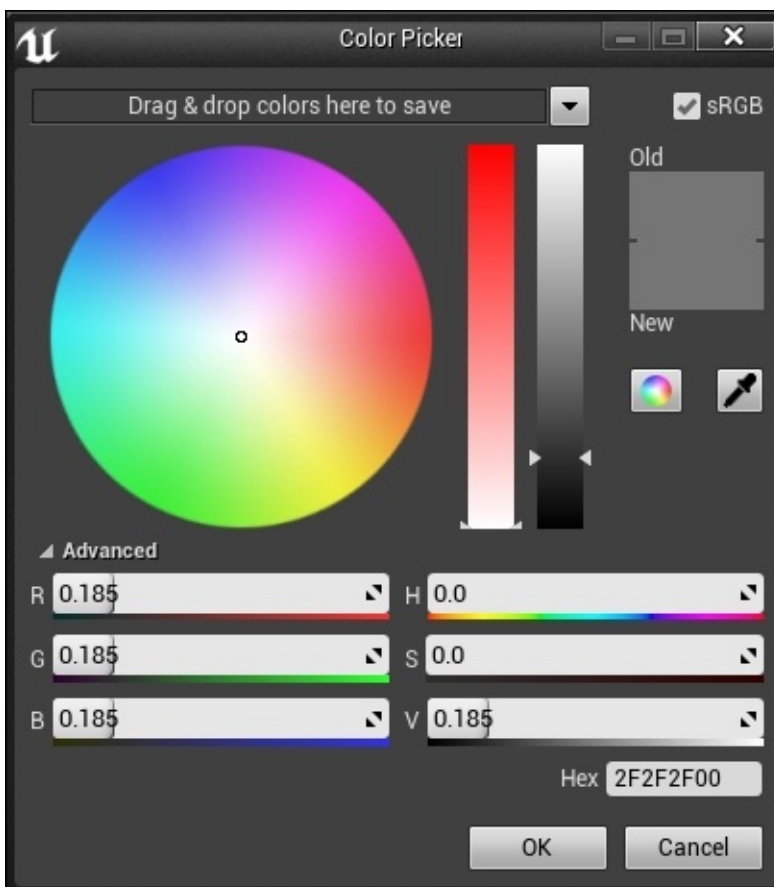 Color Picker
Drag & drop colors here to save
sRGB
Old
New
Advanced
R 0.185 H 0.0
G 0.185 S 0.0
B 0.185 V 0.185
Hex 2F2F2F00
OK Cancel